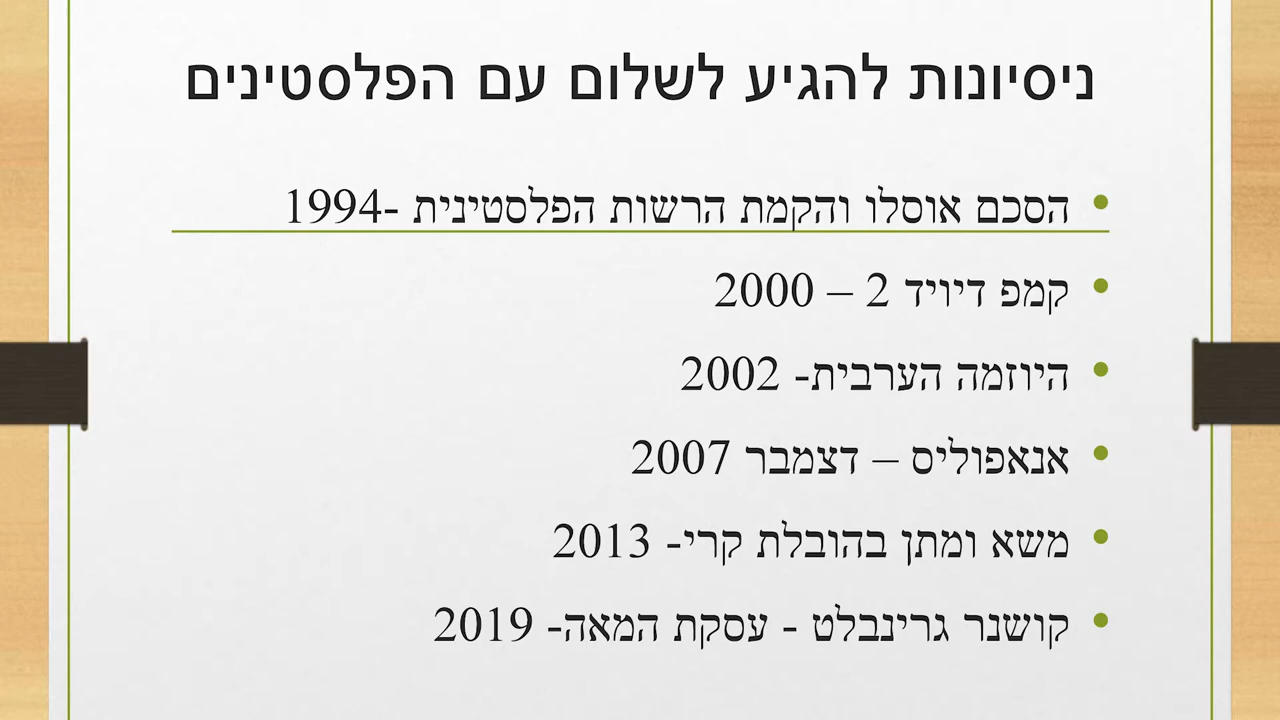 ניסיונות להגיע לשלום עם הפלסטינים
• הסכם אוסלו והקמת הרשות הפלסטינית -1994
• קמפ דיויד 2 – 2000
• היוזמה הערבית- 2002
• אנאפוליס – דצמבר 2007
• משא ומתן בהובלת קרי- 2013
• קושנר גרינבלט - עסקת המאה- 2019